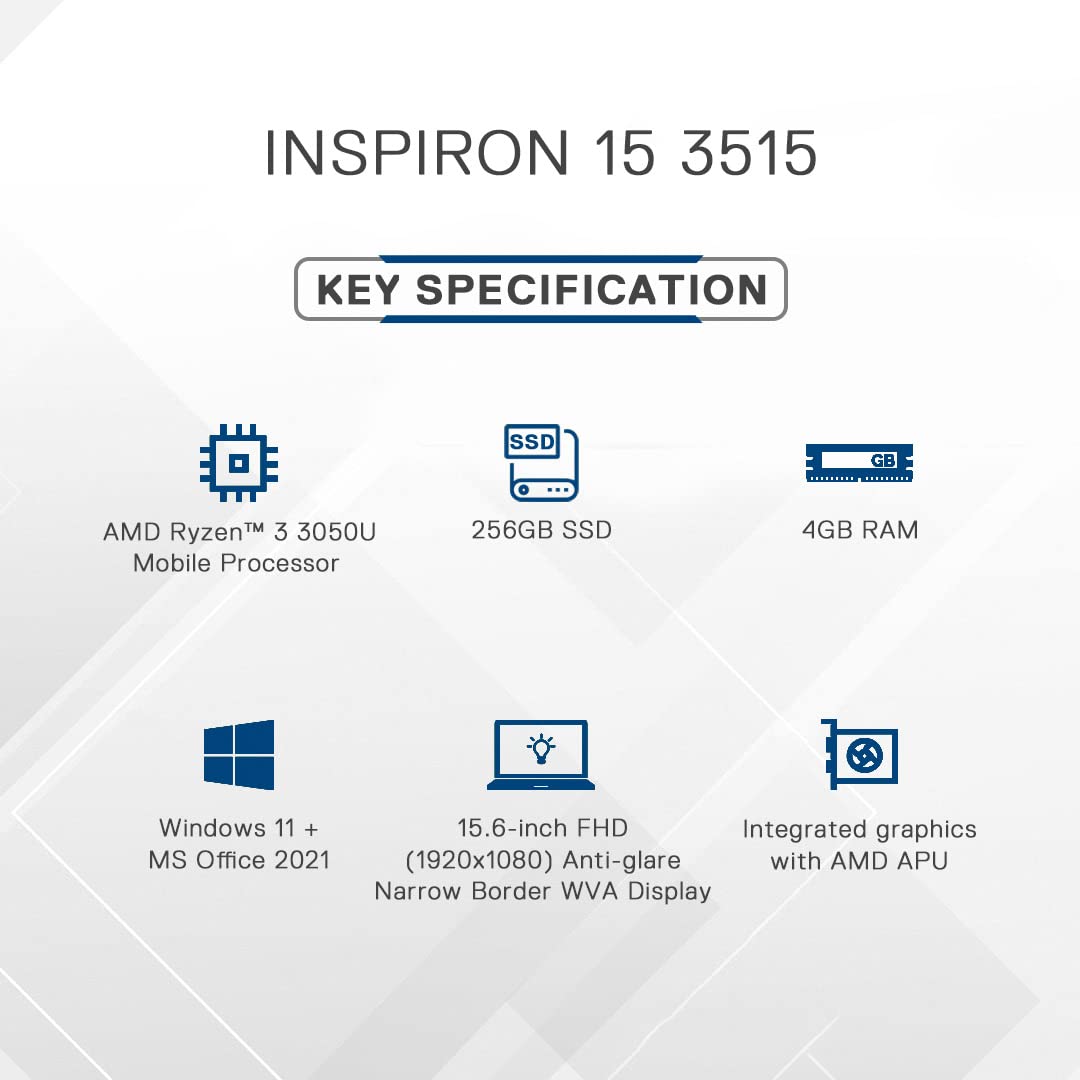 INSPIRON 15 3515
KEY SPECIFICATION
SSD
GB
AMD Ryzen™ 3 3050U
Mobile Processor
256GB SSD
4GB RAM
Windows 11 +
MS Office 2021
15.6-inch FHD
(1920x1080) Anti-glare
Narrow Border WVA Display
Integrated graphics
with AMD APU